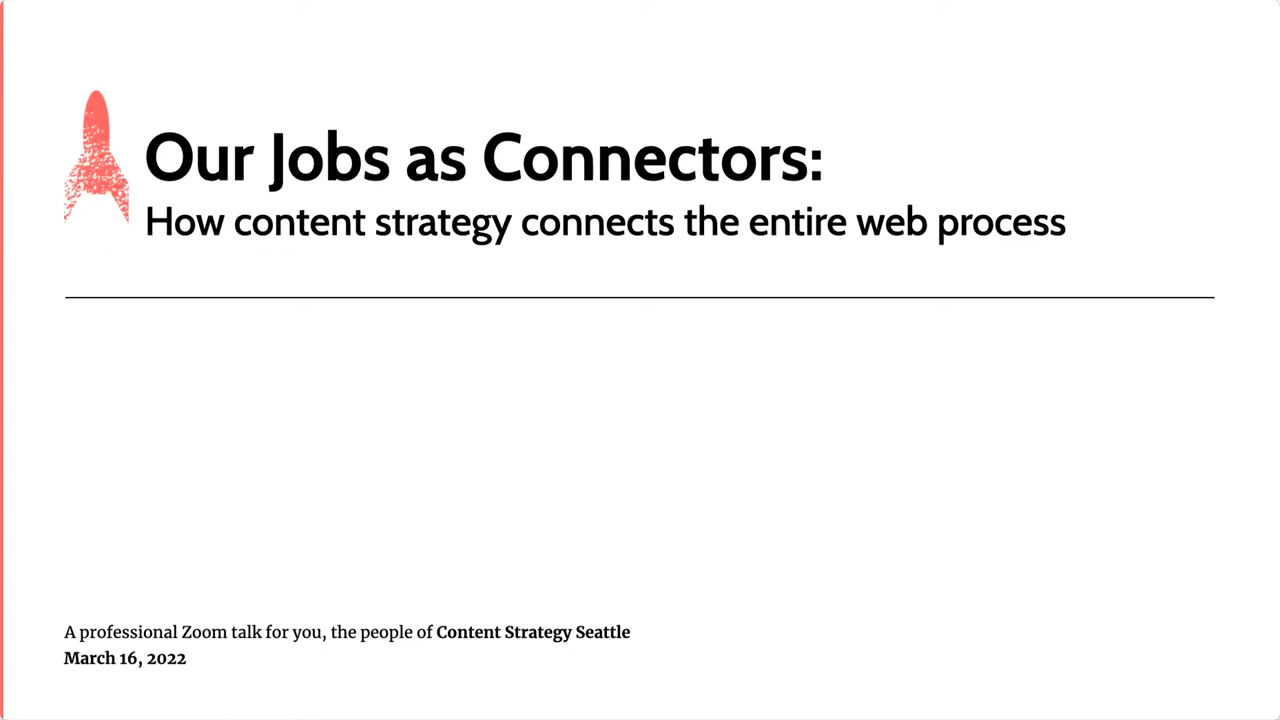 Our Jobs as Connectors:
How content strategy connects the entire web process
A professional Zoom talk for you, the people of Content Strategy Seattle
March 16, 2022